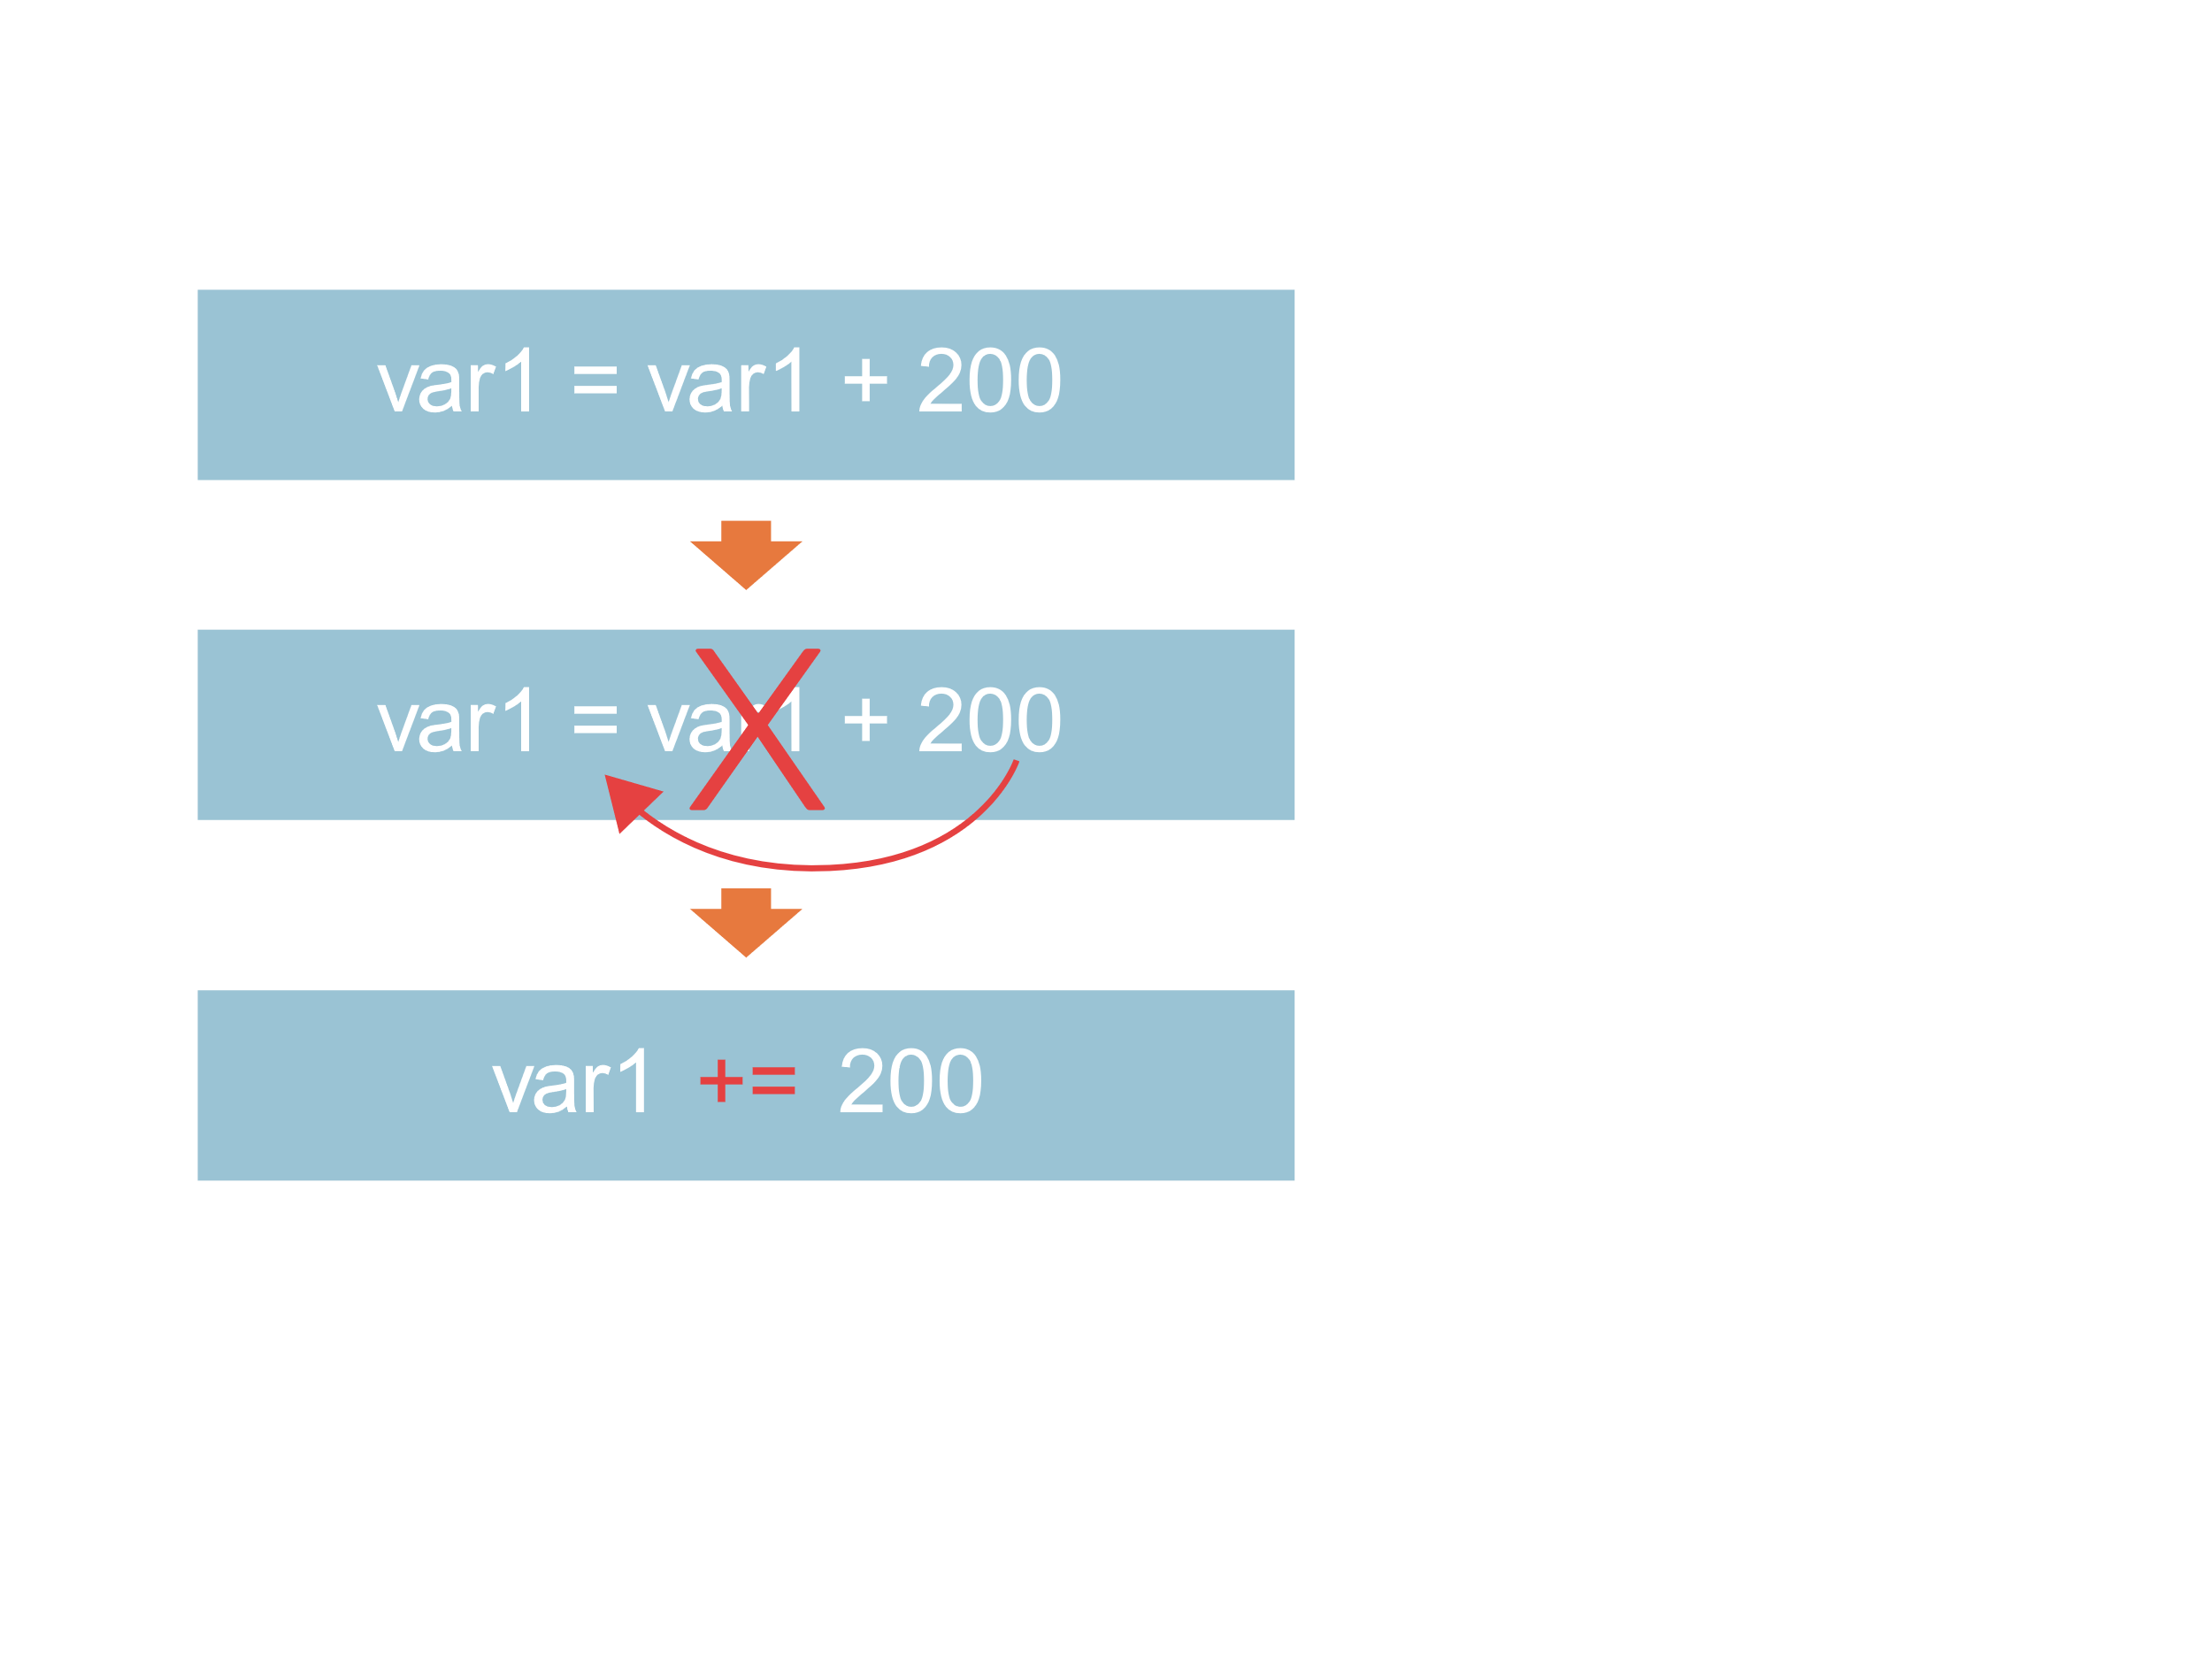 var1 = var1 + 200
var1 = var1 + 200
var1 += 200